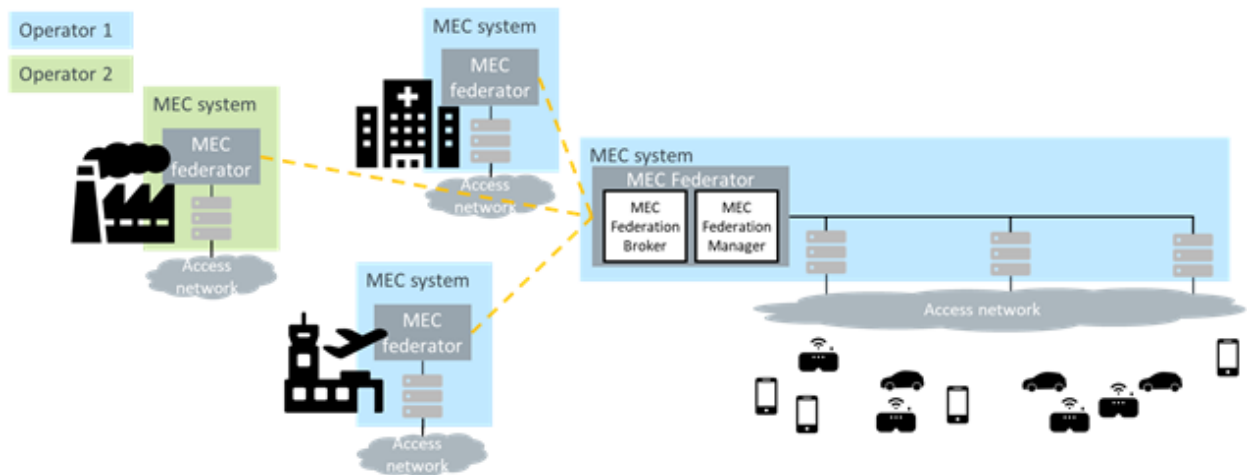 Operator 1
Operator 2
MEC system
MEC
federator
Access
network
MEC system
MEC
federator
Access
network
MEC system
MEC
federator
Access
network
MEC system
MEC Federator
MEC
Federation
Broker
MEC
Federation
Manager
Access network